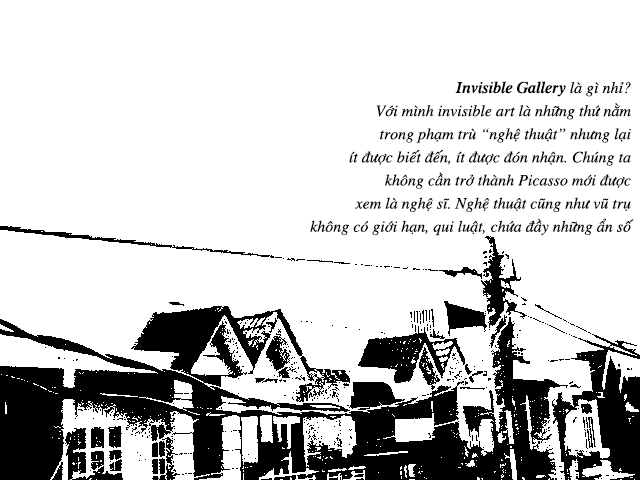 Invisible Gallery là gì nhỉ?
Với mình invisible art là những thứ nằm
trong phạm trù “nghệ thuật” nhưng lại
ít được biết đến, ít được đón nhận. Chúng ta
không cần trở thành Picasso mới được
xem là nghệ sĩ. Nghệ thuật cũng như vũ trụ
không có giới hạn, qui luật, chứa đầy những ẩn số